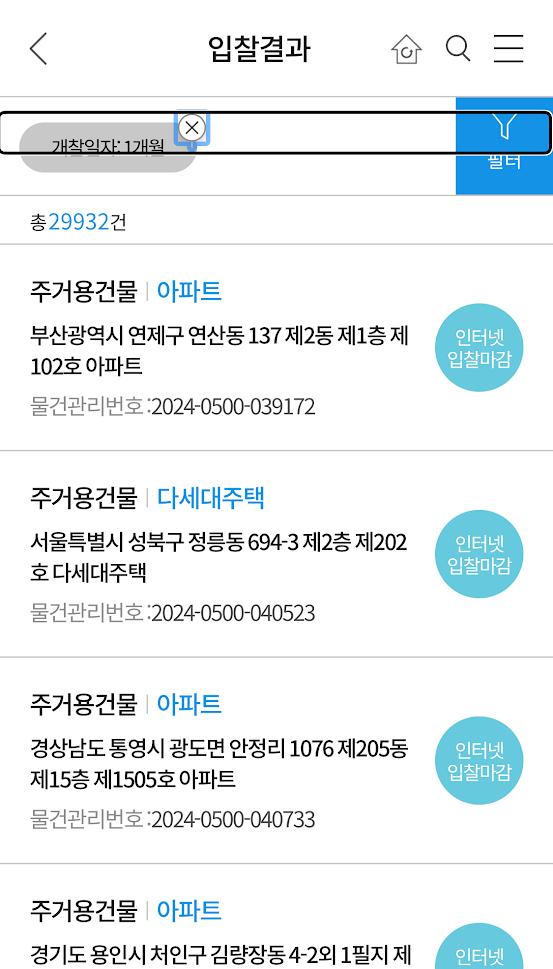 입찰결과
개찰일자: 1개월
필터
총29932건
주거용건물 | 아파트
부산광역시 연제구 연산동 137 제2동 제1층 제
102호 아파트
인터넷
입찰마감
물건관리번호:2024-0500-039172
주거용건물 | 다세대주택
서울특별시 성북구 정릉동 694-3 제2층 제202
호 다세대주택
인터넷
입찰마감
물건관리번호:2024-0500-040523
주거용건물 | 아파트
경상남도 통영시 광도면 안정리 1076 제205동
제15층 제1505호 아파트
인터넷
입찰마감
물건관리번호:2024-0500-040733
주거용건물 | 아파트
경기도 용인시 처인구 김량장동 4-2외 1필지 제
인터넷